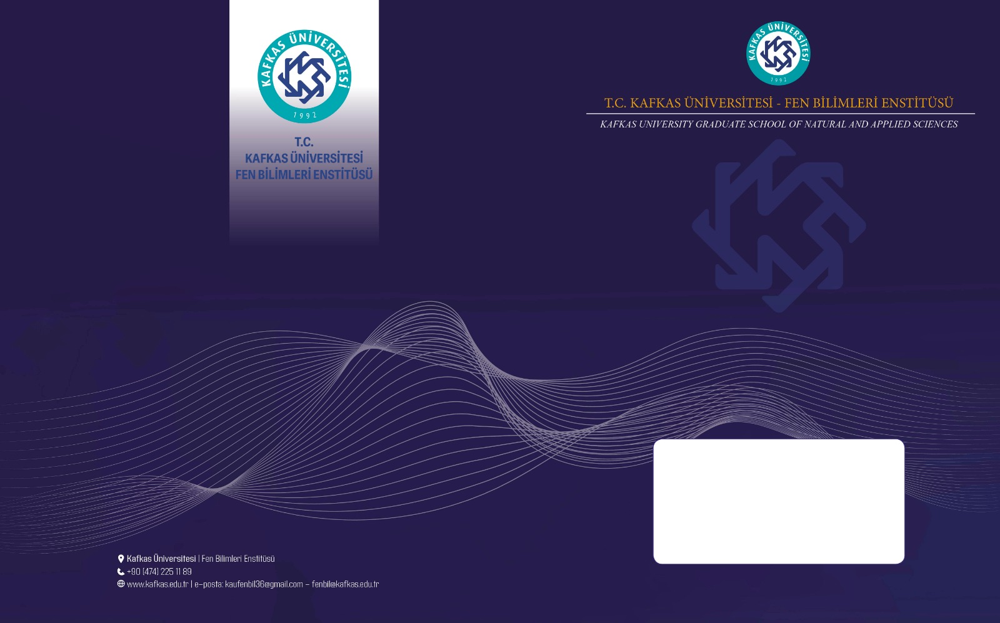 KAFKAS ÜNİVERSİTESİ
1992
T.C.
KAFKAS ÜNİVERSİTESİ
FEN BİLİMLERİ ENSTİTÜSÜ
Kafkas Üniversitesi | Fen Bilimleri Enstitüsü
+90 (474) 225 11 89
www.kafkas.edu.tr | e-posta: kaufenbil36@gmail.com - fenbil@kafkas.edu.tr
KAFKAS ÜNİVERSİTESİ
1992
T.C. KAFKAS ÜNİVERSİTESİ - FEN BİLİMLERİ ENSTİTÜSÜ
KAFKAS UNIVERSITY GRADUATE SCHOOL OF NATURAL AND APPLIED SCIENCES